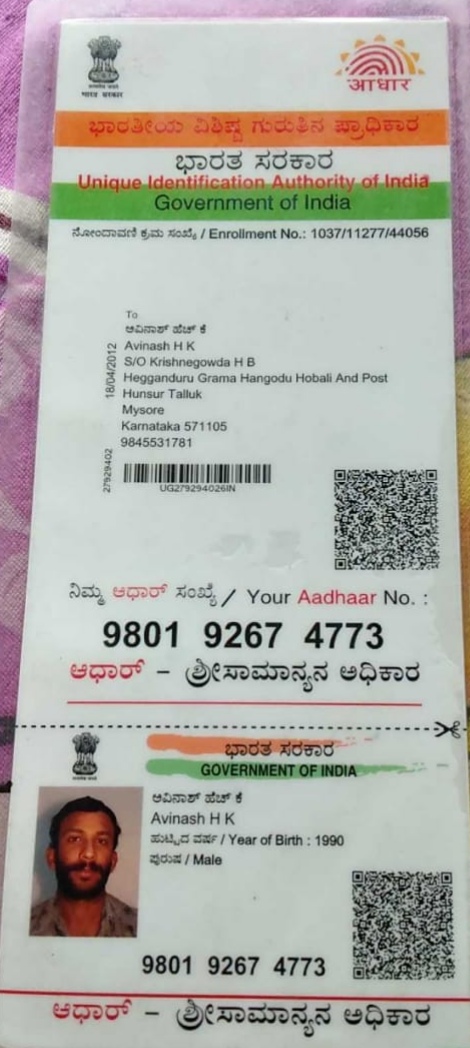 भारत सरकार
आधार
ಭಾರತೀಯ ವಿಶಿಷ್ಟ ಗುರುತಿನ ಪ್ರಾಧಿಕಾರ
ಭಾರತ ಸರಕಾರ
Unique Identification Authority of India
Government of India
ನೋಂದಾವಣಿ ಕ್ರಮ ಸಂಖ್ಯೆ / Enrollment No.: 1037/11277/44056
To
ಅವಿನಾಶ್ ಹೆಚ್ ಕೆ
Avinash H K
S/O Krishnegowda H B
Hegganduru Grama Hangodu Hobali And Post
Hunsur Talluk
Mysore
Karnataka 571105
9845531781
18/04/2012
27929402
UG279294026IN
ನಿಮ್ಮ ಆಧಾರ್ ಸಂಖ್ಯೆ / Your Aadhaar No. :
9801 9267 4773
ಆಧಾರ್ – ಶ್ರೀಸಾಮಾನ್ಯನ ಅಧಿಕಾರ
ಭಾರತ ಸರಕಾರ
GOVERNMENT OF INDIA
ಅವಿನಾಶ್ ಹೆಚ್ ಕೆ
Avinash H K
ಹುಟ್ಟಿದ ವರ್ಷ / Year of Birth : 1990
ಪುರುಷ / Male
9801 9267 4773
ಆಧಾರ್ – ಶ್ರೀಸಾಮಾನ್ಯನ ಅಧಿಕಾರ